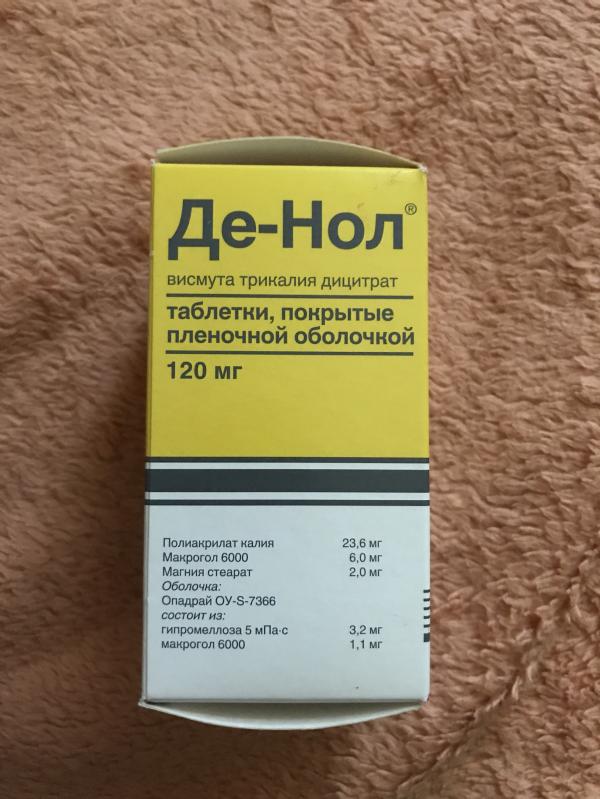 Де-Нол®
висмута трикалия дицитрат
таблетки, покрытые
пленочной оболочкой
120 мг
Полиакрилат калия 23,6 мг
Макрогол 6000 6,0 мг
Магния стеарат 2,0 мг
Оболочка:
Опадрай OY-S-7366
состоит из:
гипромеллоза 5 мПа·с 3,2 мг
макрогол 6000 1,1 мг